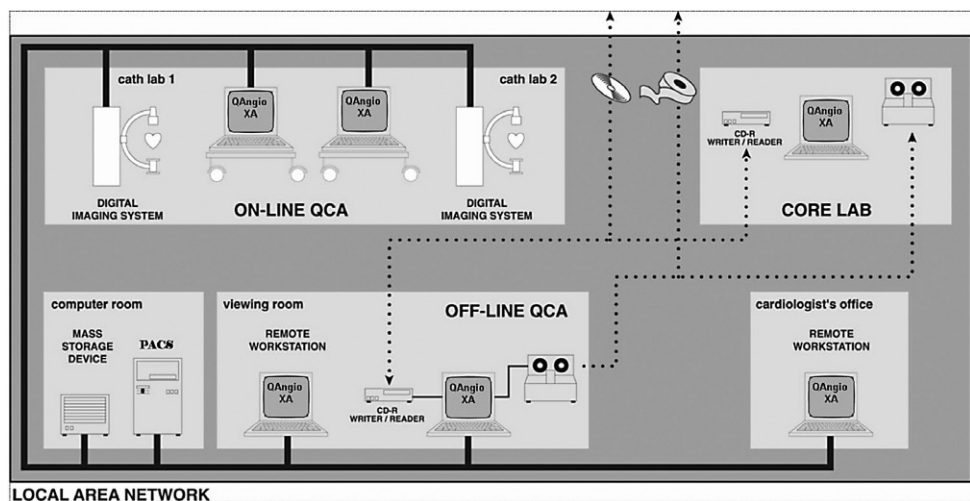 cath lab 1
QAngio
XA
QAngio
XA
cath lab 2
DIGITAL
IMAGING SYSTEM
ON-LINE QCA
DIGITAL
IMAGING SYSTEM
CD-R
WRITER / READER
QAngio
XA
CORE LAB
computer room
MASS
STORAGE
DEVICE
PACS
viewing room
OFF-LINE QCA
REMOTE
WORKSTATION
QAngio
XA
CD-R
WRITER / READER
QAngio
XA
cardiologist's office
REMOTE
WORKSTATION
QAngio
XA
LOCAL AREA NETWORK